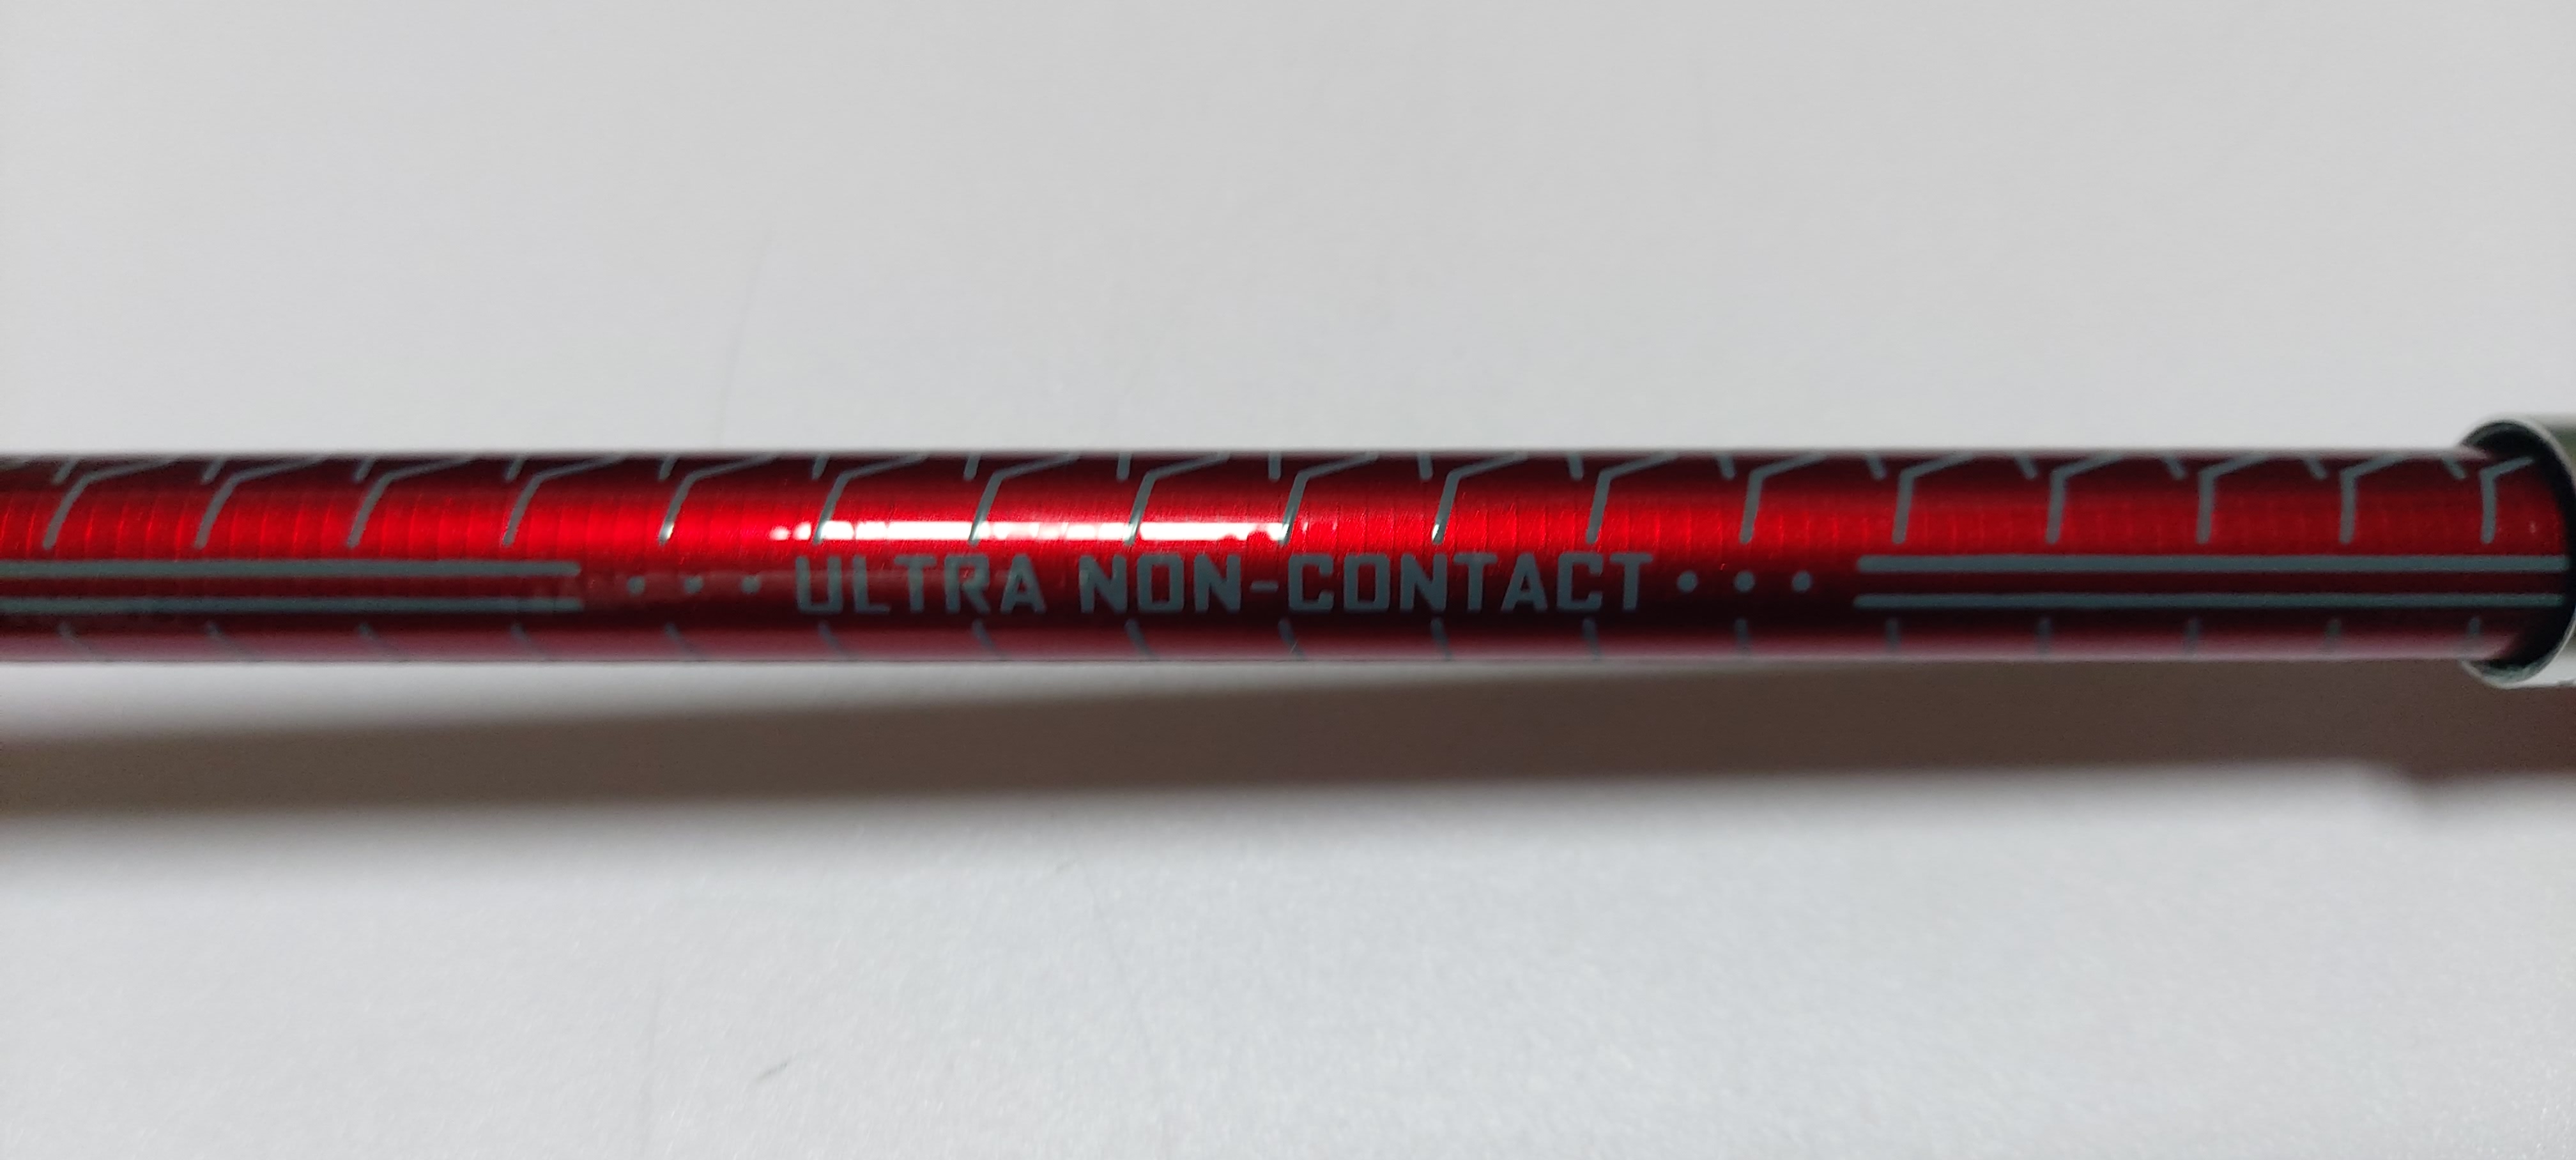 • • • ULTRA NON-CONTACT • • •